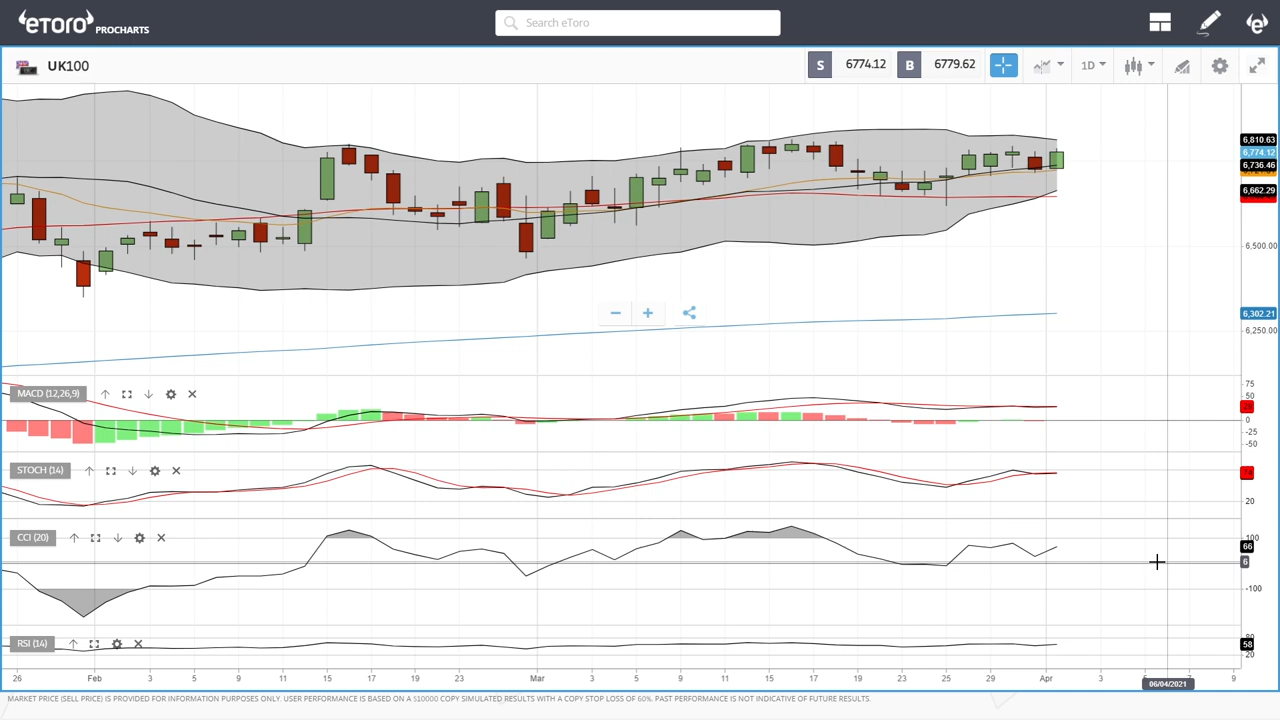 eToro PROCHARTS
Search eToro
UK100
S 6774.12 B 6779.62
1D
6,810.63
6,774.12
6,736.46
6,662.29
6,500.00
6,302.21
6,250.00
MACD (12,26,9)
75
50
0
-25
-50
STOCH (14)
20
CCI (20)
100
66
6
-100
RSI (14)
80
58
20
26 Feb 3 5 9 11 15 17 19 23 Mar 3 5 9 11 15 17 19 23 25 29 Apr 3 5 7 9
06/04/2021
MARKET PRICE (SELL PRICE) IS PROVIDED FOR INFORMATION PURPOSES ONLY. USER PERFORMANCE IS BASED ON A $10000 COPY SIMULATED RESULTS WITH A COPY STOP LOSS OF 60%. PAST PERFORMANCE IS NOT INDICATIVE OF FUTURE RESULTS.